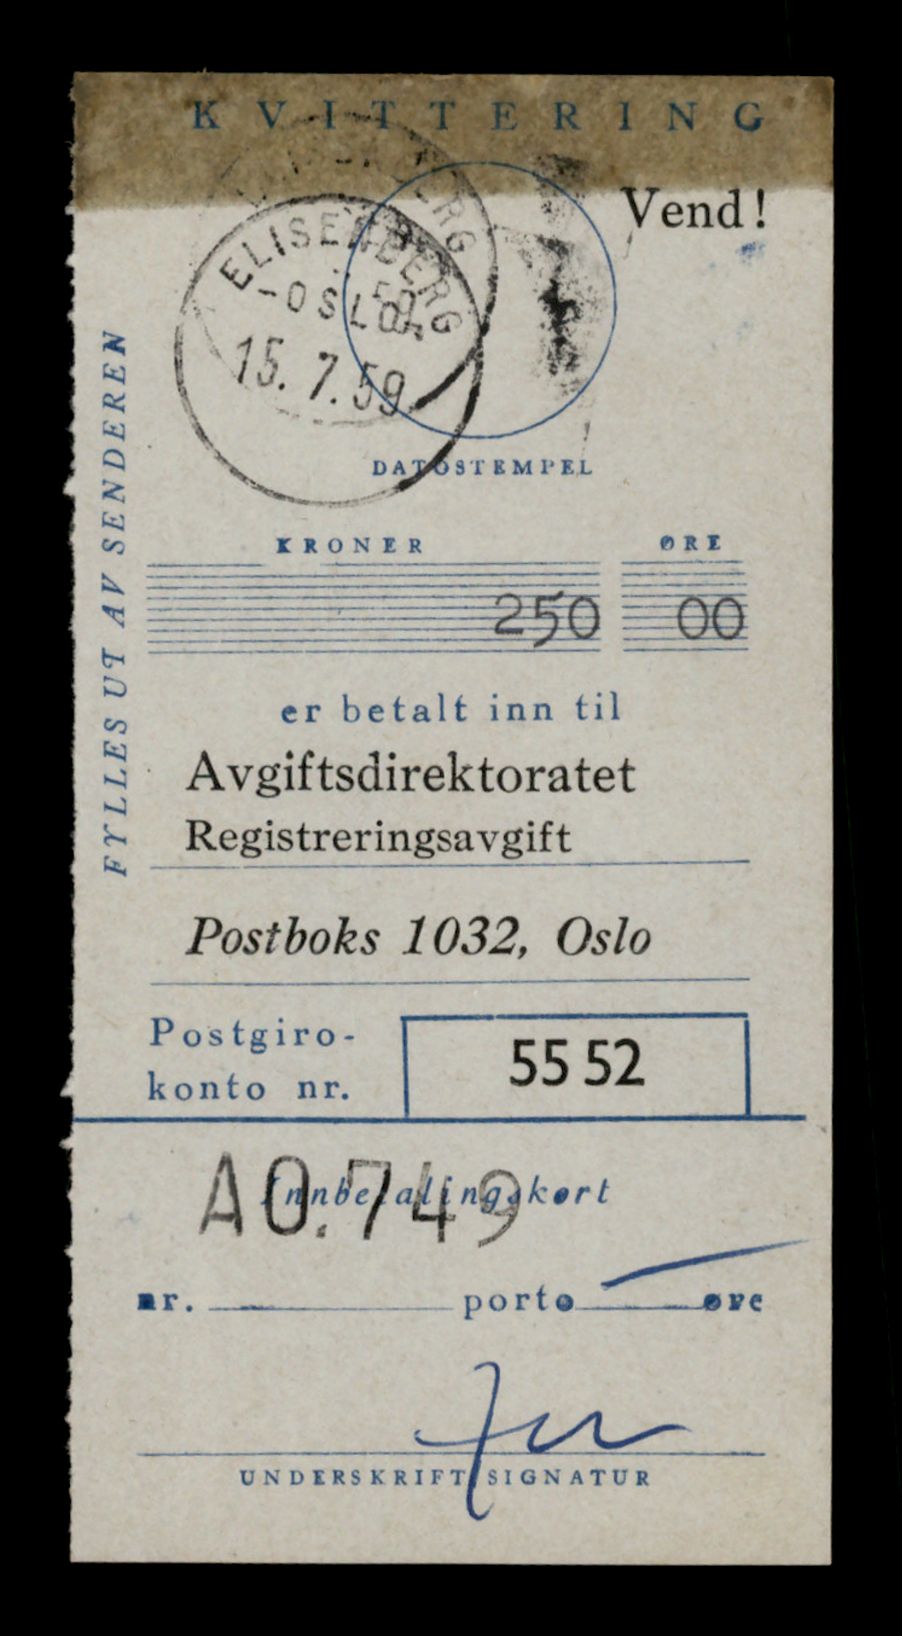 KVITTERING
Vend!
ELISENBERG
-OSLO-
15.7.59
DATOSTEMPEL
FYLLES UT AV SENDEREN
KRONER ØRE
250 00
er betalt inn til
Avgiftsdirektoratet
Registreringsavgift
Postboks 1032, Oslo
Postgiro-
konto nr.
55 52
Innbetalingskort
A0.749
nr. porto øre
UNDERSKRIFT/SIGNATUR